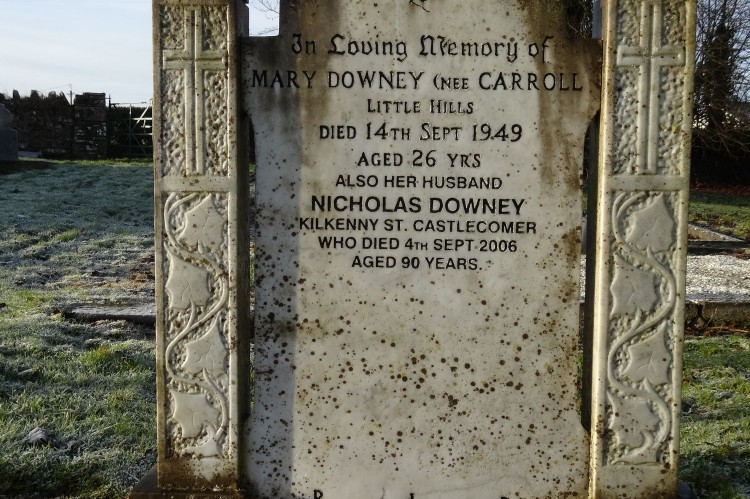 In Loving Memory of
MARY DOWNEY (NEE CARROLL
LITTLE HILLS
DIED 14TH SEPT 1949
AGED 26 YRS
ALSO HER HUSBAND
NICHOLAS DOWNEY
KILKENNY ST. CASTLECOMER
WHO DIED 4TH SEPT 2006
AGED 90 YEARS.